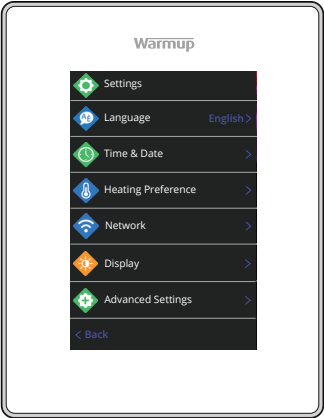 Warmup
Settings
Language English
Time & Date
Heating Preference
Network
Display
Advanced Settings
Back